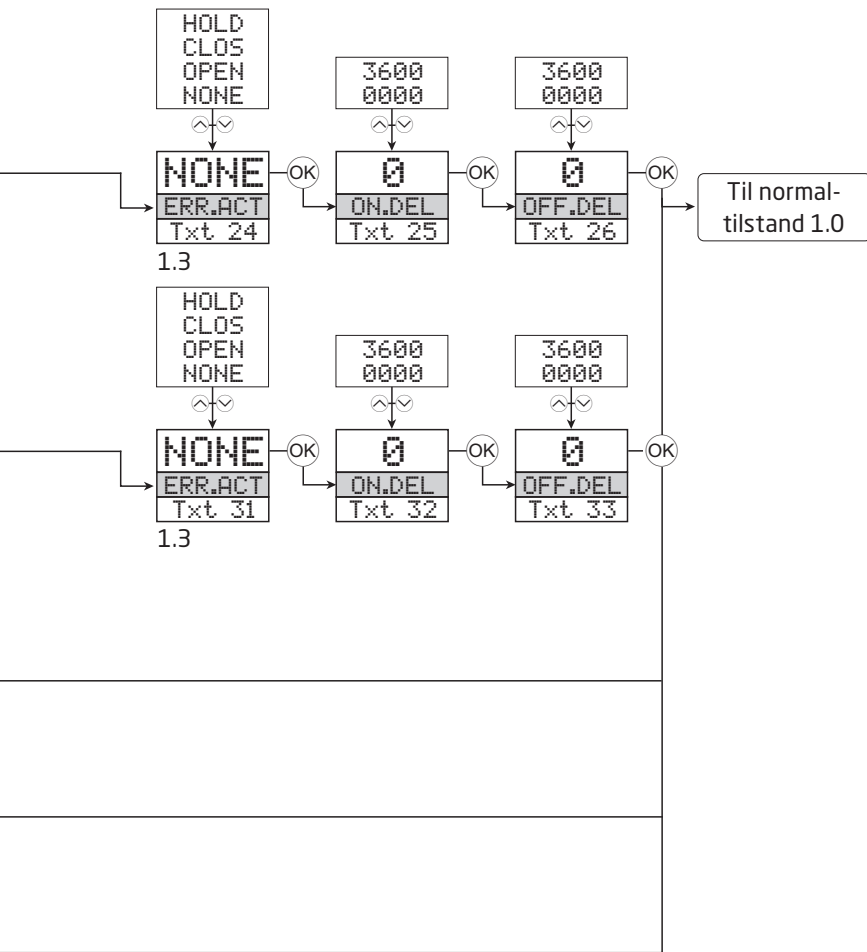 HOLD
CLOS
OPEN
NONE
3600
0000
3600
0000
NONE
ERR.ACT
Txt 24
1.3
OK
0
ON.DEL
Txt 25
OK
0
OFF.DEL
Txt 26
OK
Til normal-
tilstand 1.0
HOLD
CLOS
OPEN
NONE
3600
0000
3600
0000
NONE
ERR.ACT
Txt 31
1.3
OK
0
ON.DEL
Txt 32
OK
0
OFF.DEL
Txt 33
OK